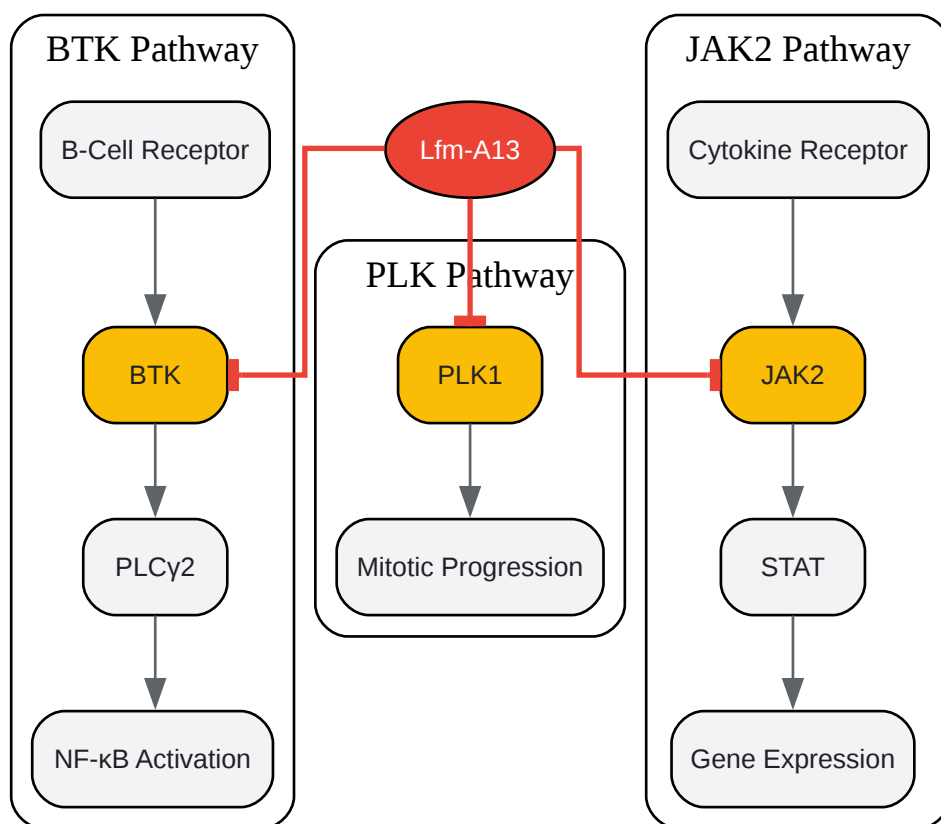 BTK Pathway
B-Cell Receptor
BTK
PLCγ2
NF-κB Activation
Lfm-A13
PLK Pathway
PLK1
Mitotic Progression
JAK2 Pathway
Cytokine Receptor
JAK2
STAT
Gene Expression